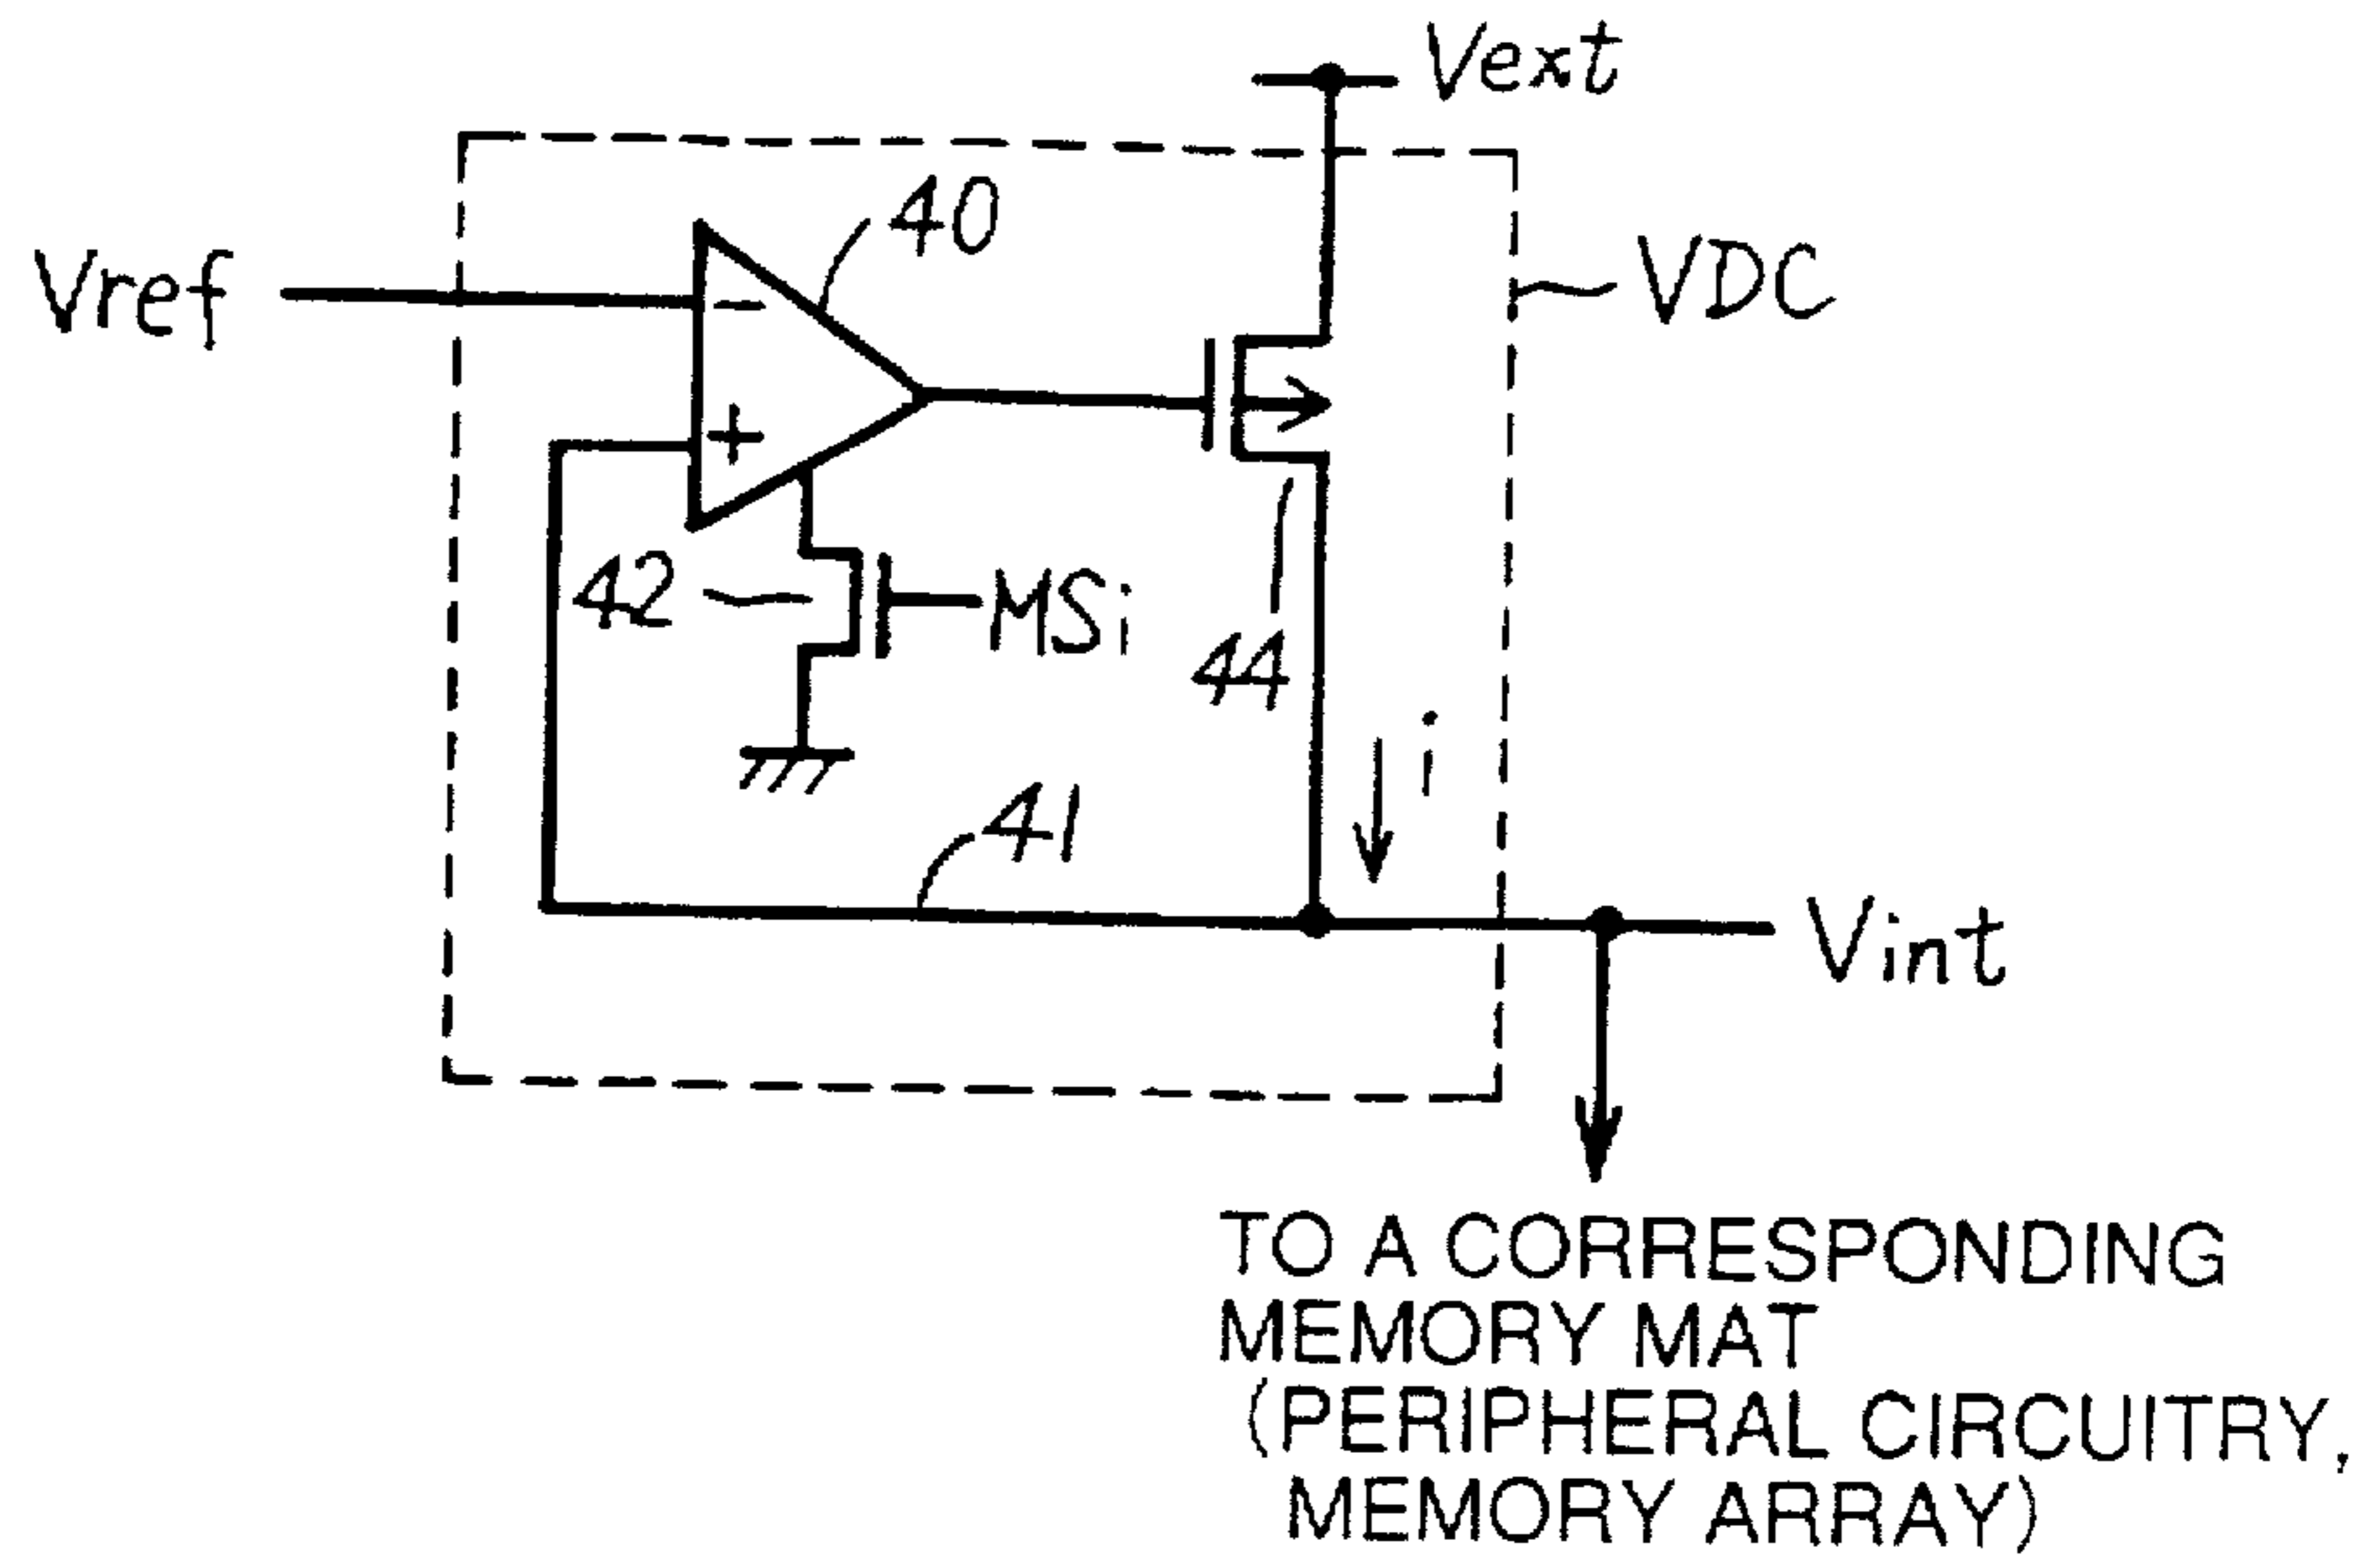 Vext
40
Vref
VDC
-
+
42
MSi
44
i
41
Vint
TO A CORRESPONDING
MEMORY MAT
(PERIPHERAL CIRCUITRY,
MEMORY ARRAY)